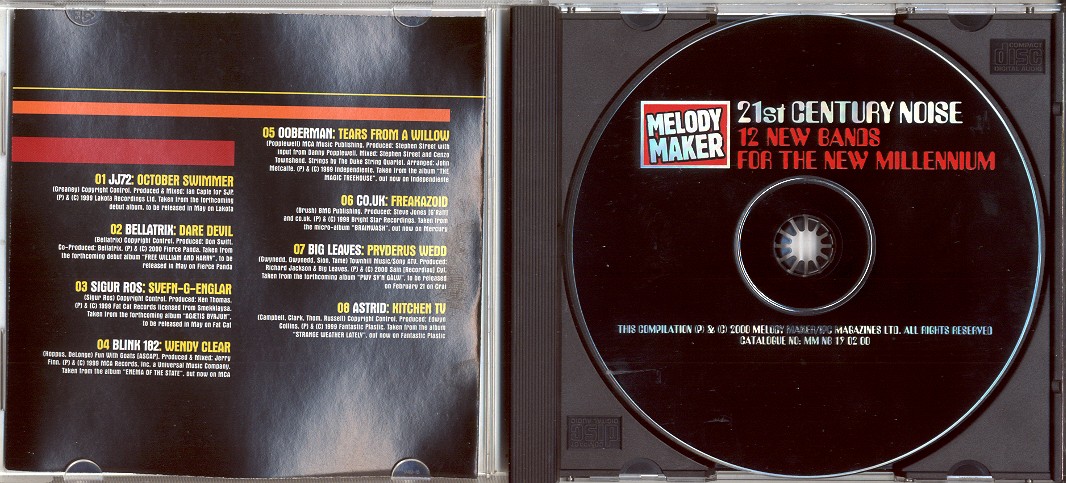 01 JJ72: OCTOBER SWIMMER
(Greaney) Copyright Control. Produced & Mixed: Ian Caple for SJP.
(P) & (C) 1999 Lakota Recordings Ltd. Taken from the forthcoming
debut album, to be released in May on Lakota
02 BELLATRIX: DARE DEVIL
(Bellatrix) Copyright Control. Produced: Don Swift,
Co-Produced: Bellatrix. (P) & (C) 2000 Fierce Panda. Taken from
the forthcoming debut album "FREE WILLIAM AND HARRY", to be
released in May on Fierce Panda
03 SIGUR ROS: SVEFN-G-ENGLAR
(Sigur Ros) Copyright Control. Produced: Ken Thomas.
(P) & (C) 1999 Fat Cat Records licensed from Smekkleysa.
Taken from the forthcoming album "AGÆTIS BYRJUN",
to be released in May on Fat Cat
04 BLINK 182: WENDY CLEAR
(Hoppus, DeLonge) Fun With Goats (ASCAP). Produced & Mixed: Jerry
Finn. (P) & (C) 1999 MCA Records, Inc, a Universal Music Company.
Taken from the album "ENEMA OF THE STATE", out now on MCA
05 OOBERMAN: TEARS FROM A WILLOW
(Popplewell) MCA Music Publishing. Produced: Stephen Street with
input from Danny Popplewell. Mixed: Stephen Street and Cenzo
Townshend. Strings by The Duke String Quartet. Arranged: John
Metcalfe. (P) & (C) 1999 Independiente. Taken from the album "THE
MAGIC TREEHOUSE", out now on Independiente
06 CO.UK: FREAKAZOID
(Brush) BMG Publishing. Produced: Steve Jones
and co.uk. (P) & (C) 1999 Bright Star Recordings. Taken from
the micro-album "BRAINWASH", out now on Mercury
07 BIG LEAVES: PRYDERUS WEDD
(Gwynedd, Gwynedd, Sion, Tame) Townhill Music/Sony ATV. Produced:
Richard Jackson & Big Leaves. (P) & (C) 2000 Sain (Recordiau) Cyf.
Taken from the forthcoming album "PWY SY'N GALW", to be released
on February 21 on Crai
08 ASTRID: KITCHEN TV
(Campbell, Clark, Thom, Russell) Copyright Control. Produced: Edwyn
Collins. (P) & (C) 1999 Fantastic Plastic. Taken from the album
"STRANGE WEATHER LATELY", out now on Fantastic Plastic
MELODY
MAKER
21st CENTURY NOISE
12 NEW BANDS
FOR THE NEW MILLENNIUM
THIS COMPILATION (P) & (C) 2000 MELODY MAKER/IPC MAGAZINES LTD. ALL RIGHTS RESERVED
CATALOGUE NO: MM NB 19 02 00
COMPACT
disc
DIGITAL AUDIO